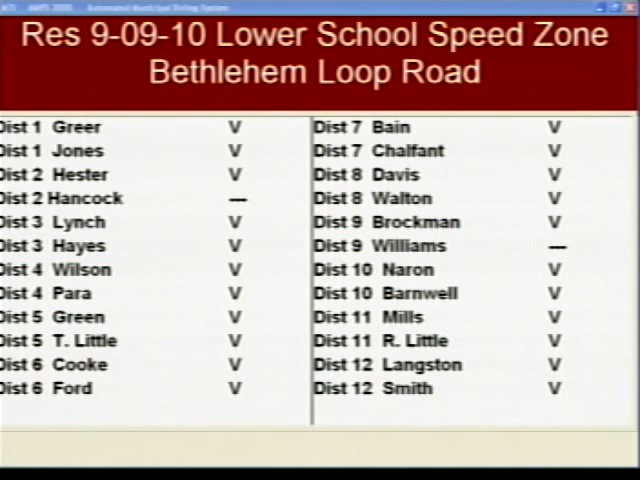 Automated Municipal Voting System
Res 9-09-10 Lower School Speed Zone
Bethlehem Loop Road
Dist 1 Greer V
Dist 1 Jones V
Dist 2 Hester V
Dist 2 Hancock ---
Dist 3 Lynch V
Dist 3 Hayes V
Dist 4 Wilson V
Dist 4 Para V
Dist 5 Green V
Dist 5 T. Little V
Dist 6 Cooke V
Dist 6 Ford V
Dist 7 Bain V
Dist 7 Chalfant V
Dist 8 Davis V
Dist 8 Walton V
Dist 9 Brockman V
Dist 9 Williams ---
Dist 10 Naron V
Dist 10 Barnwell V
Dist 11 Mills V
Dist 11 R. Little V
Dist 12 Langston V
Dist 12 Smith V